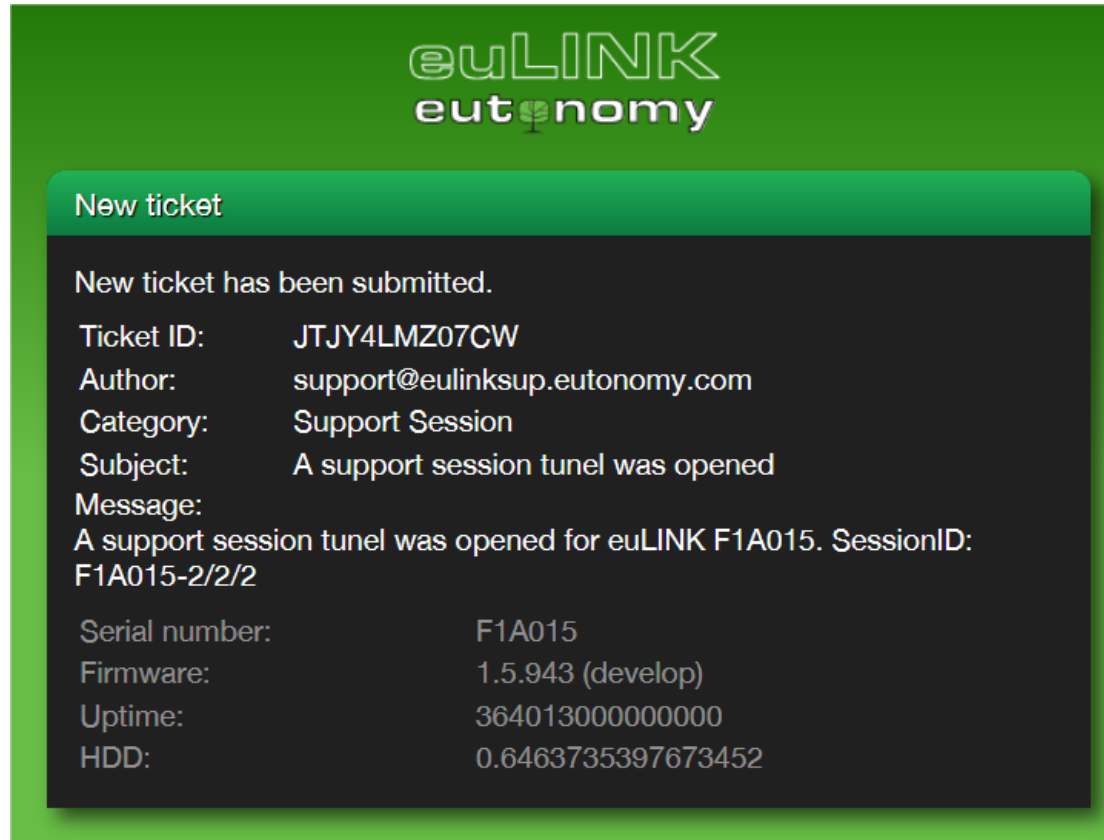 euLINK
eutonomy
New ticket
New ticket has been submitted.
Ticket ID: JTJY4LMZ07CW
Author: support@eulinksup.eutonomy.com
Category: Support Session
Subject: A support session tunel was opened
Message:
A support session tunel was opened for euLINK F1A015. SessionID:
F1A015-2/2/2
Serial number: F1A015
Firmware: 1.5.943 (develop)
Uptime: 364013000000000
HDD: 0.6463735397673452